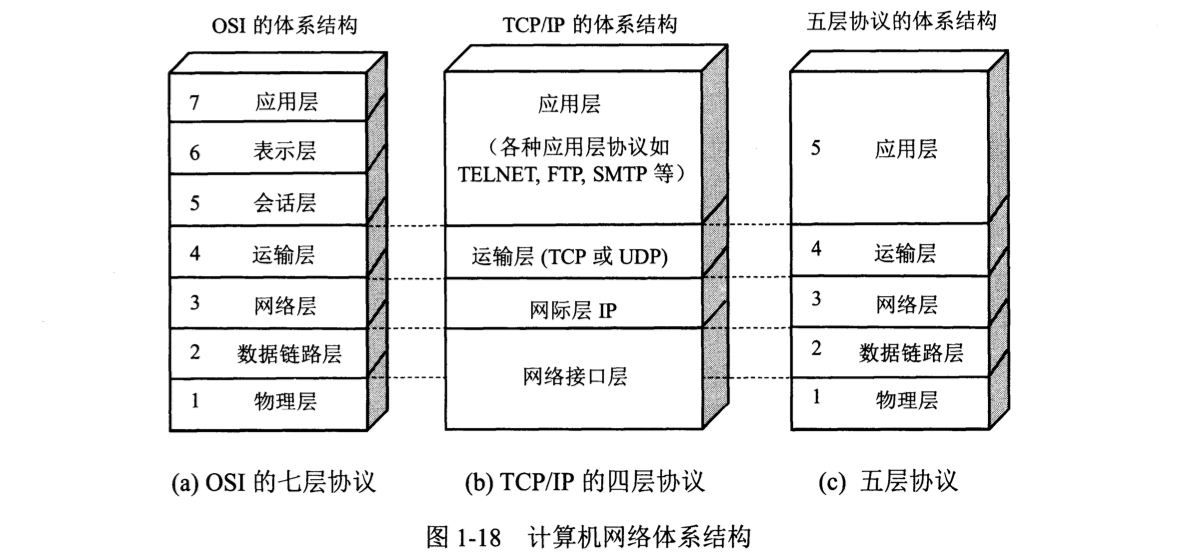 OSI 的体系结构
TCP/IP 的体系结构
五层协议的体系结构
7 应用层
6 表示层
5 会话层
4 运输层
3 网络层
2 数据链路层
1 物理层
应用层
（各种应用层协议如
TELNET, FTP, SMTP 等）
运输层 (TCP 或 UDP)
网际层 IP
网络接口层
5 应用层
4 运输层
3 网络层
2 数据链路层
1 物理层
(a) OSI 的七层协议
(b) TCP/IP 的四层协议
(c) 五层协议
图 1-18 计算机网络体系结构